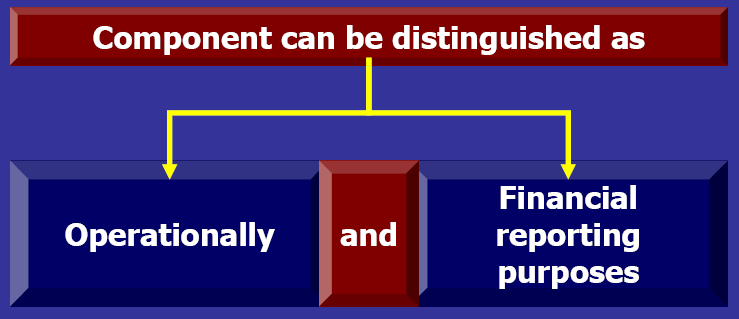 Component can be distinguished as
Operationally
and
Financial
reporting
purposes